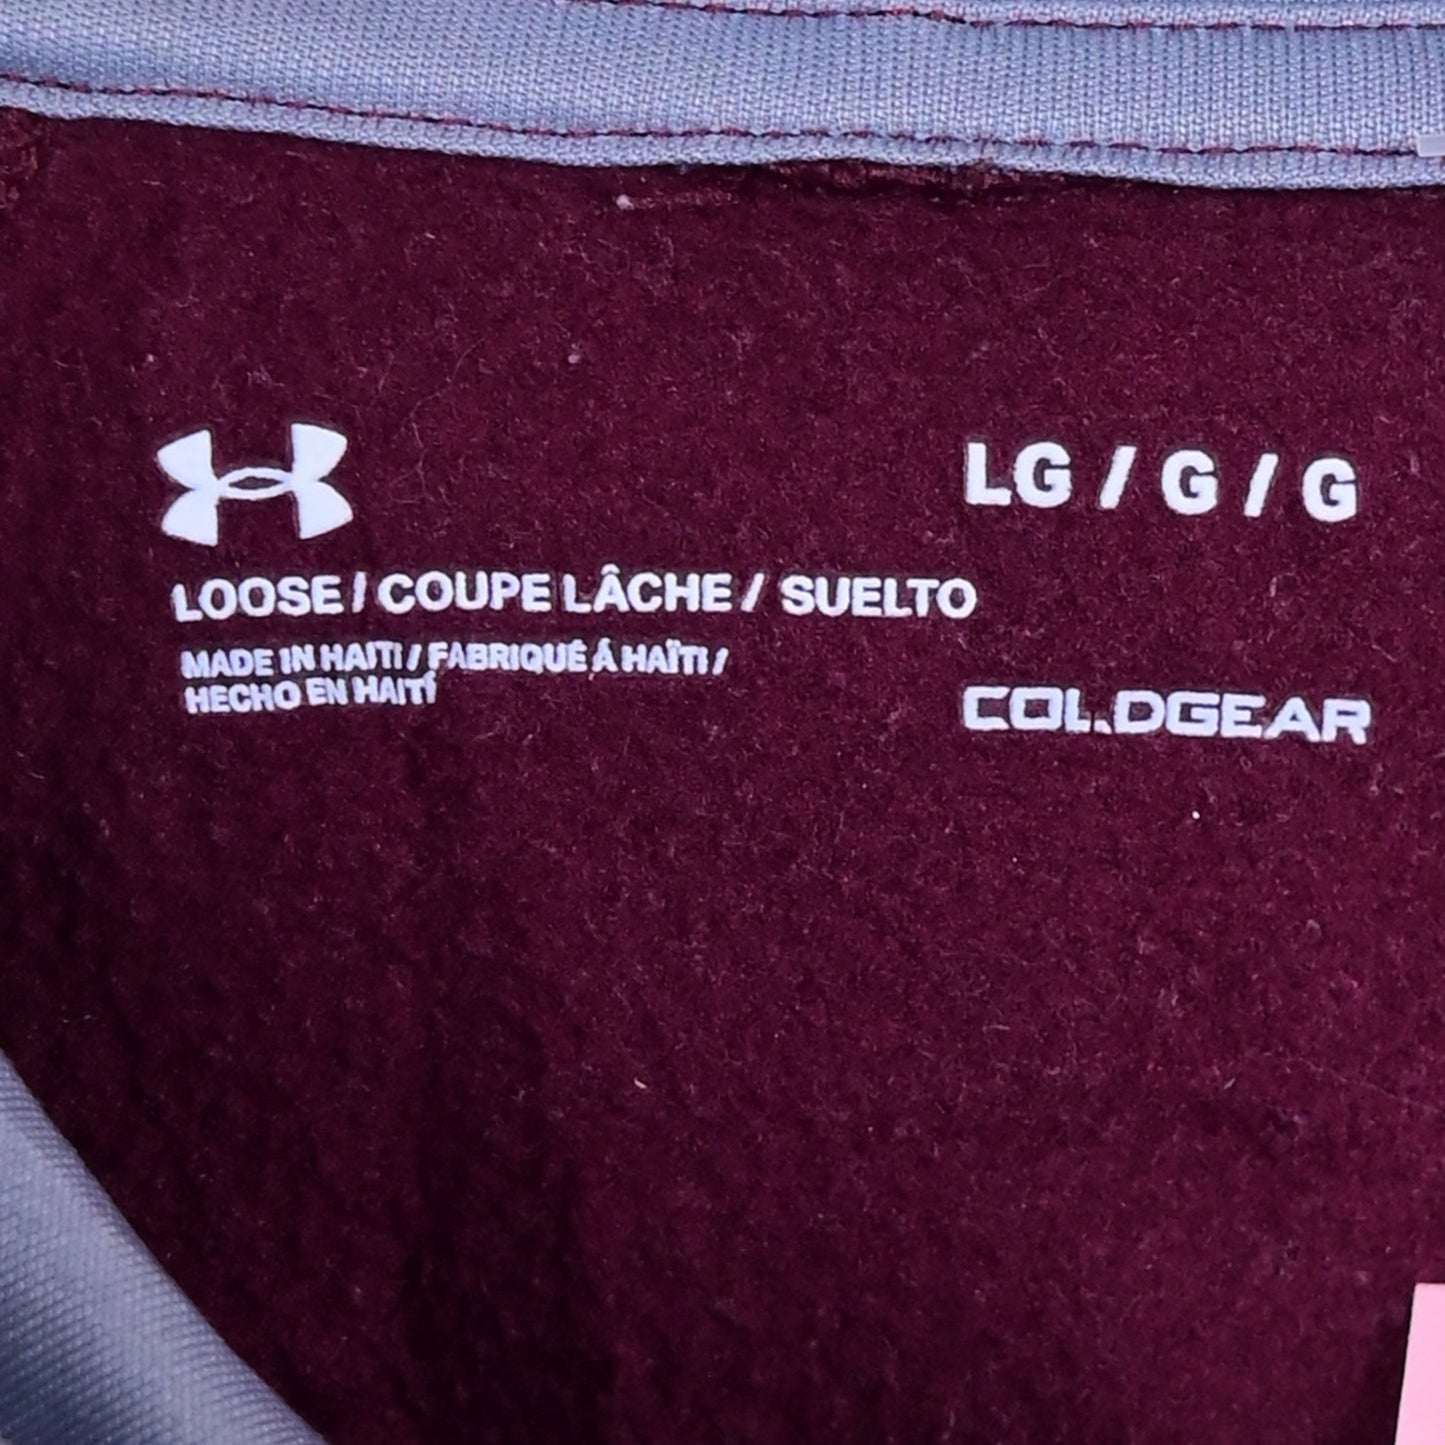 LG / G / G
LOOSE / COUPE LÂCHE / SUELTO
MADE IN HAITI / FABRIQUÉ Á HAÏTI /
HECHO EN HAITÍ
COLDGEAR